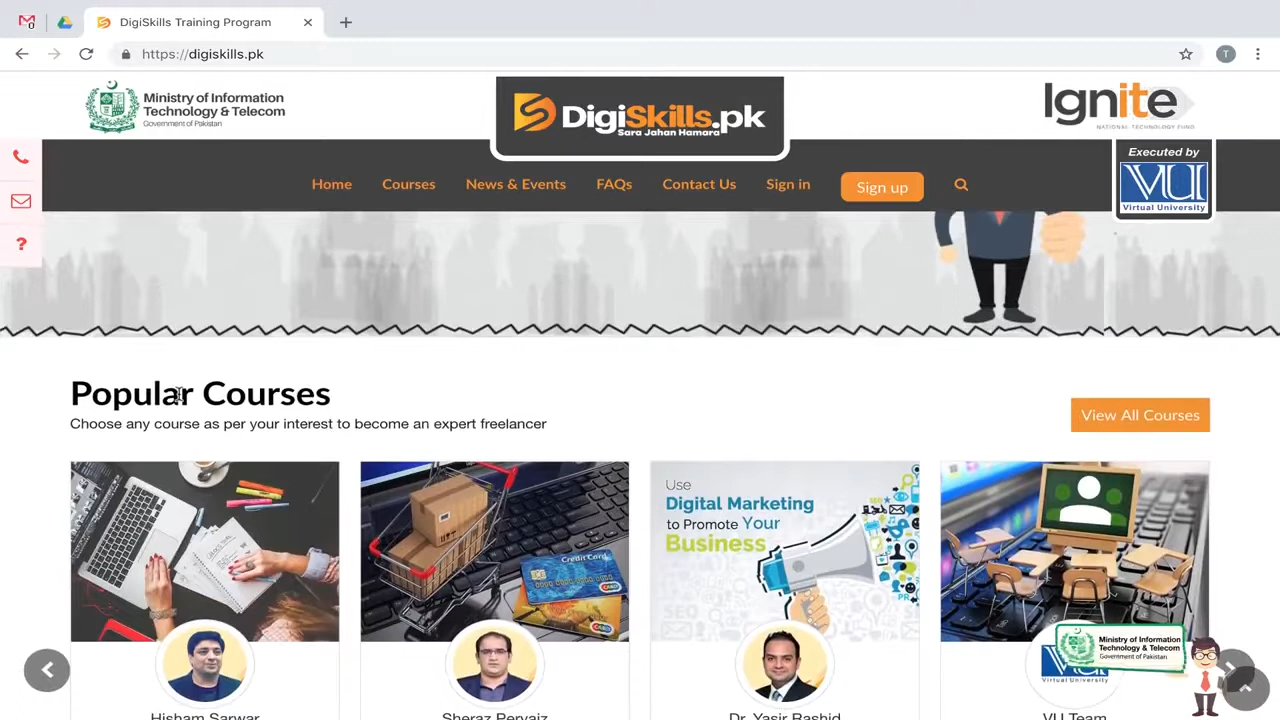 DigiSkills Training Program
https://digiskills.pk
T
Ministry of Information
Technology & Telecom
Government of Pakistan
DigiSkills.pk
Sara Jahan Hamara
Ignite
NATIONAL TECHNOLOGY FUND
Executed by
VU
Virtual University
Home
Courses
News & Events
FAQs
Contact Us
Sign in
Sign up
?
Popular Courses
Choose any course as per your interest to become an expert freelancer
View All Courses
Credit Card
Use
Digital Marketing
to Promote Your
Business
SEO
PR
Ministry of Information
Technology & Telecom
Government of Pakistan
Virtual University
Hisham Sarwar
Sheraz Pervaiz
Dr. Yasir Rashid
VU Team